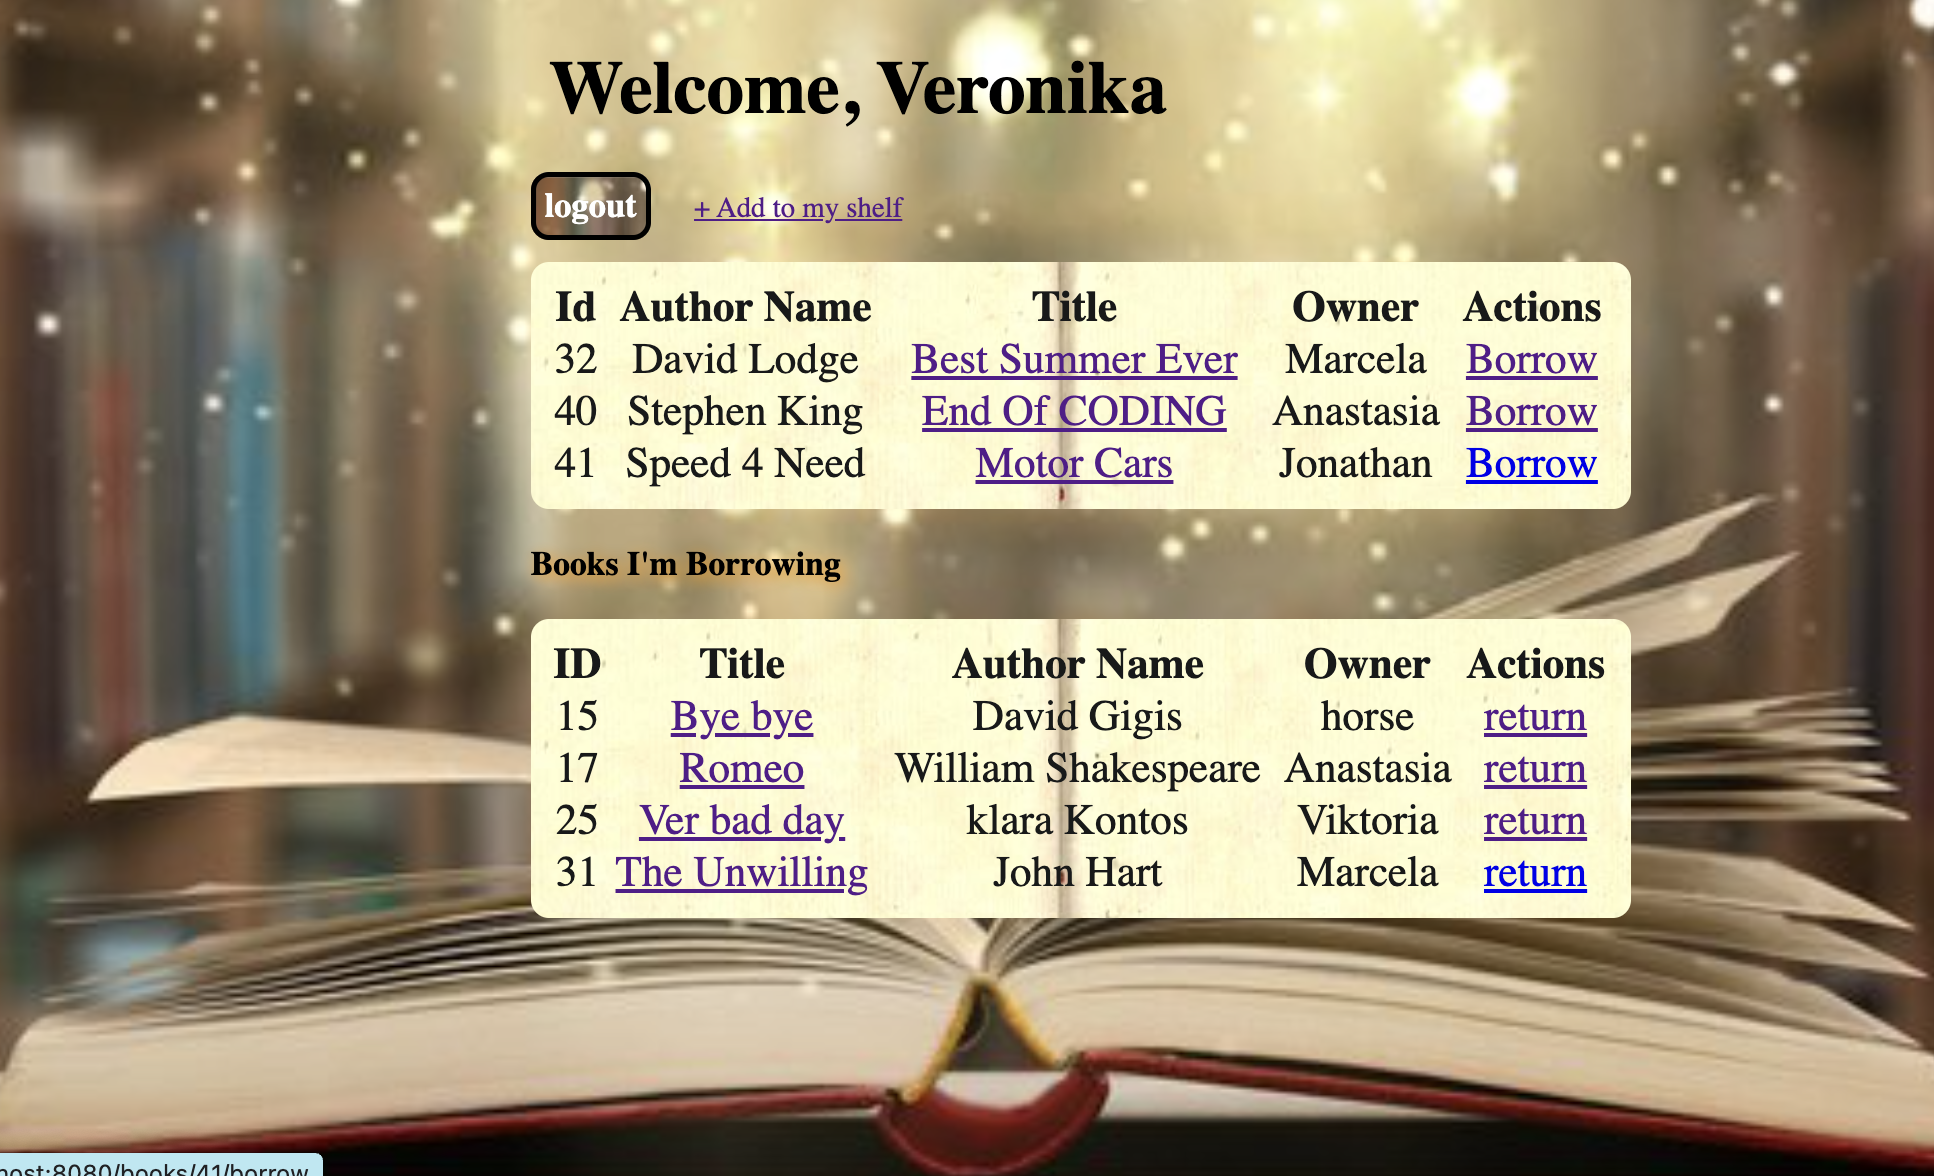 Welcome, Veronika
logout + Add to my shelf
Id Author Name Title Owner Actions
32 David Lodge Best Summer Ever Marcela Borrow
40 Stephen King End Of CODING Anastasia Borrow
41 Speed 4 Need Motor Cars Jonathan Borrow
Books I'm Borrowing
ID Title Author Name Owner Actions
15 Bye bye David Gigis horse return
17 Romeo William Shakespeare Anastasia return
25 Ver bad day klara Kontos Viktoria return
31 The Unwilling John Hart Marcela return
host:8080/books/41/borrow